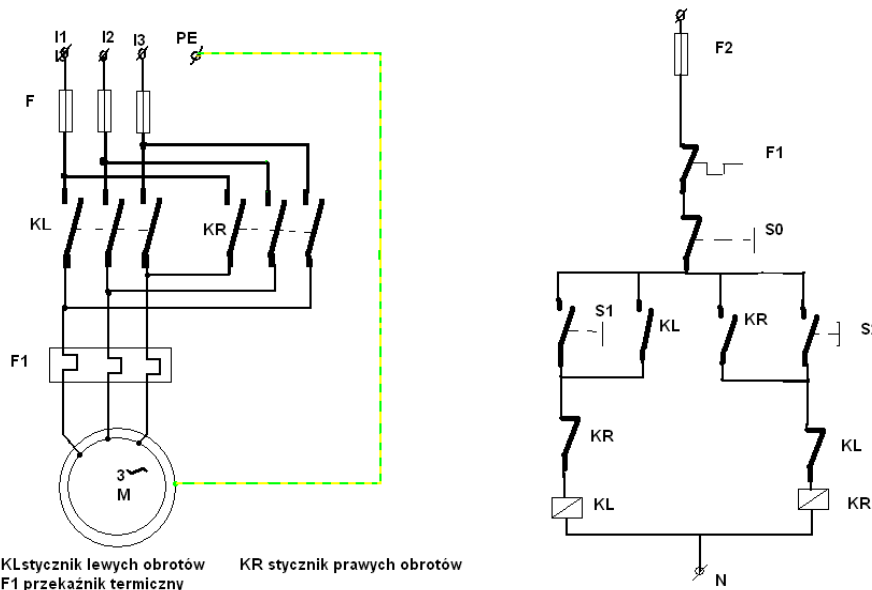 I1 I2 I3 PE
F
KL KR
F1
3
M
KLstycznik lewych obrotów KR stycznik prawych obrotów
F1 przekaźnik termiczny
F2
F1
S0
S1 KL KR
KR KL
KL KR
N